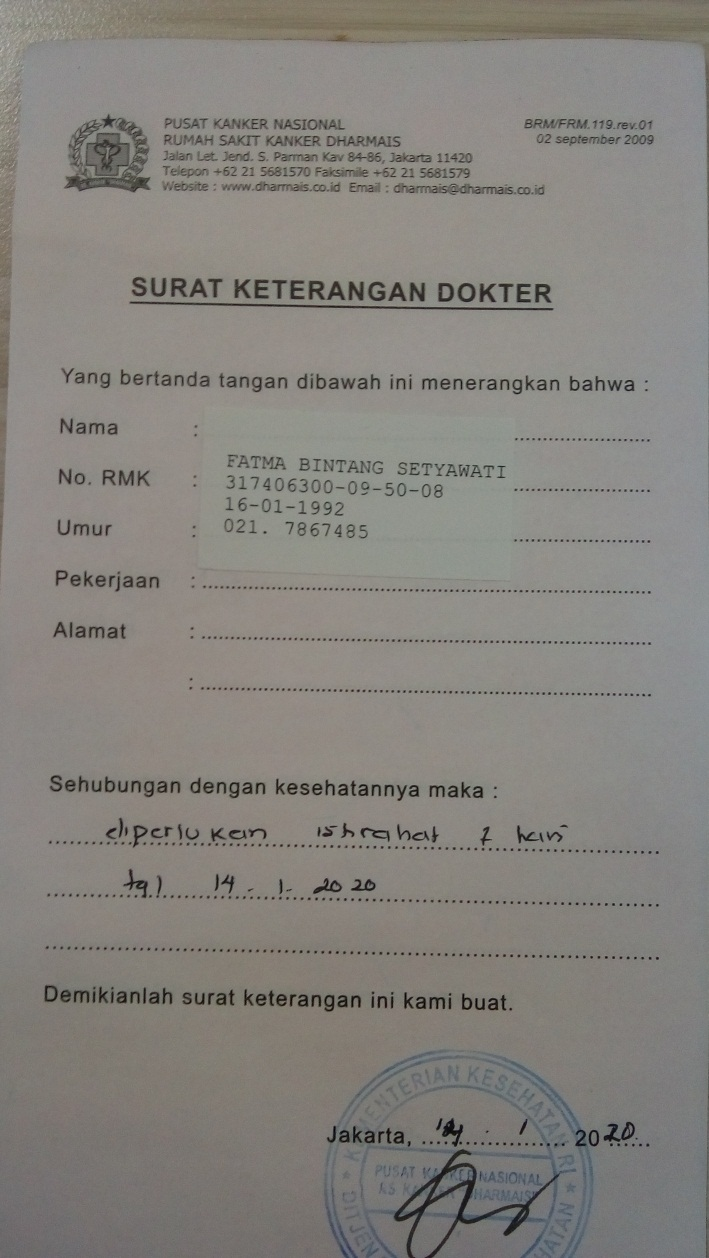 PUSAT KANKER NASIONAL
RUMAH SAKIT KANKER DHARMAIS
Jalan Let. Jend. S. Parman Kav 84-86, Jakarta 11420
Telepon +62 21 5681570 Faksimile +62 21 5681579
Website : www.dharmais.co.id Email : dharmais@dharmais.co.id
BRM/FRM.119.rev.01
02 september 2009
SURAT KETERANGAN DOKTER
Yang bertanda tangan dibawah ini menerangkan bahwa :
Nama :
FATMA BINTANG SETYAWATI
No. RMK :
317406300-09-50-08
16-01-1992
Umur :
021. 7867485
Pekerjaan :
Alamat :
:
Sehubungan dengan kesehatannya maka :
diperlukan istirahat hari
tgl 14 - 1 - 2020
Demikianlah surat keterangan ini kami buat.
Jakarta, 14 . 1 2020
KEMENTERIAN KESEHATAN RI
PUSAT KANKER NASIONAL
RS KANKER DHARMAIS